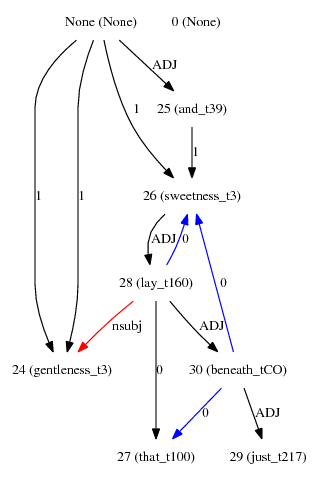 None (None) 0 (None)
ADJ
25 (and_t39)
1
1 1 1
26 (sweetness_t3)
ADJ 0
28 (lay_t160) 0
nsubj ADJ
24 (gentleness_t3) 0 30 (beneath_tCO)
0 ADJ
27 (that_t100) 29 (just_t217)